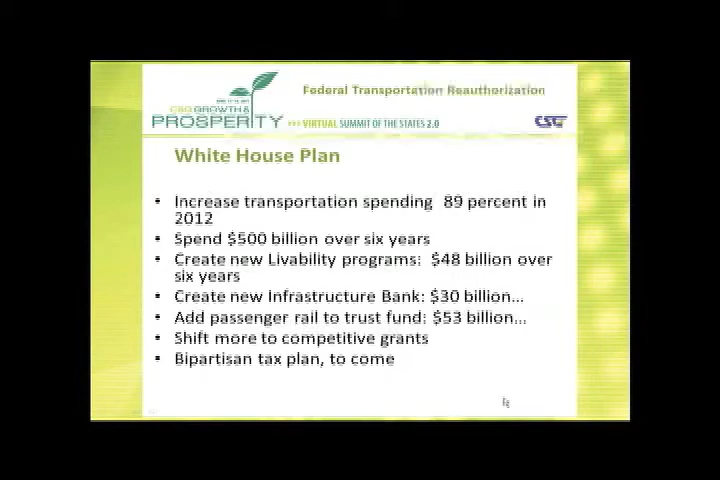 Federal Transportation Reauthorization
CSG GROWTH &
PROSPERITY
>>> VIRTUAL SUMMIT OF THE STATES 2.0
CSG
White House Plan
• Increase transportation spending 89 percent in
2012
• Spend $500 billion over six years
• Create new Livability programs: $48 billion over
six years
• Create new Infrastructure Bank: $30 billion...
• Add passenger rail to trust fund: $53 billion...
• Shift more to competitive grants
• Bipartisan tax plan, to come